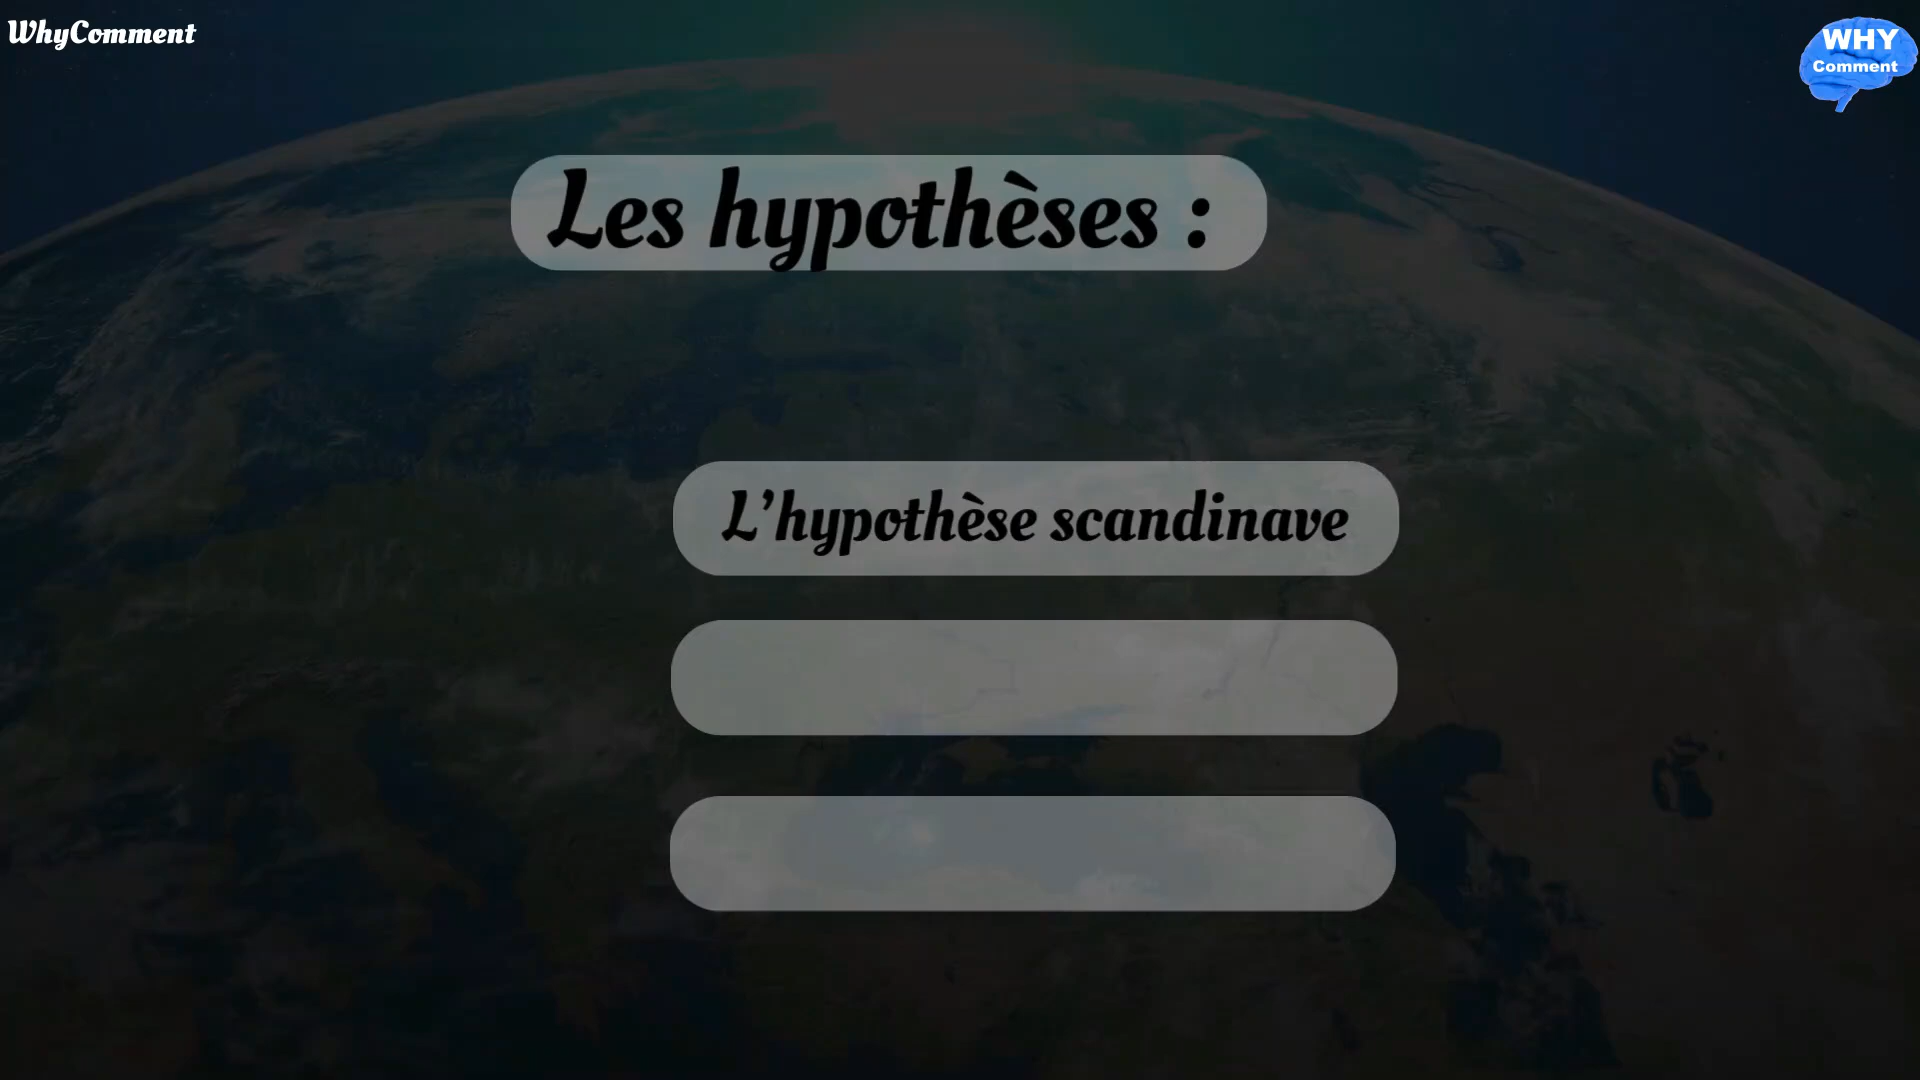 WhyComment
WHY
Comment
Les hypothèses :
L'hypothèse scandinave